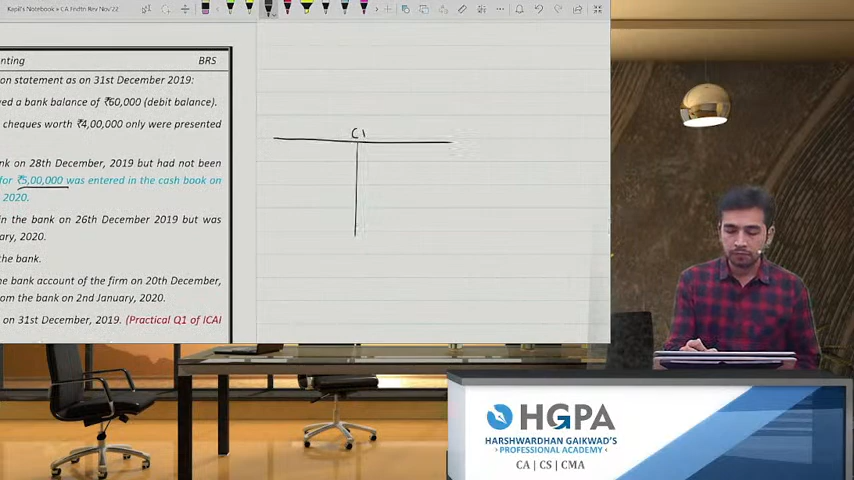 Kapil's Notebook » CA Fndtn Rev Nov'22
nting
BRS
on statement as on 31st December 2019:
ed a bank balance of ₹60,000 (debit balance).
cheques worth ₹4,00,000 only were presented
nk on 28th December, 2019 but had not been
for ₹5,00,000 was entered in the cash book on
2020.
in the bank on 26th December 2019 but was
ary, 2020.
the bank.
he bank account of the firm on 20th December,
om the bank on 2nd January, 2020.
on 31st December, 2019. (Practical Q1 of ICAI
HGPA
HARSHWARDHAN GAIKWAD'S
PROFESSIONAL ACADEMY
CA | CS | CMA